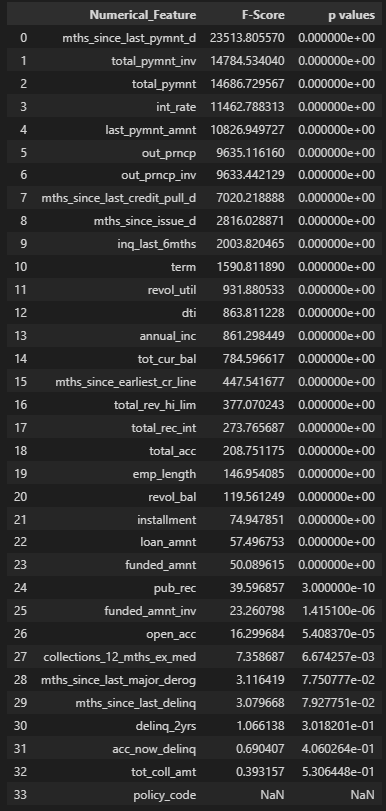 Numerical_Feature F-Score p values
0 mths_since_last_pymnt_d 23513.805570 0.000000e+00
1 total_pymnt_inv 14784.534040 0.000000e+00
2 total_pymnt 14686.729567 0.000000e+00
3 int_rate 11462.788313 0.000000e+00
4 last_pymnt_amnt 10826.949727 0.000000e+00
5 out_prncp 9635.116160 0.000000e+00
6 out_prncp_inv 9633.442129 0.000000e+00
7 mths_since_last_credit_pull_d 7020.218888 0.000000e+00
8 mths_since_issue_d 2816.028871 0.000000e+00
9 inq_last_6mths 2003.820465 0.000000e+00
10 term 1590.811890 0.000000e+00
11 revol_util 931.880533 0.000000e+00
12 dti 863.811228 0.000000e+00
13 annual_inc 861.298449 0.000000e+00
14 tot_cur_bal 784.596617 0.000000e+00
15 mths_since_earliest_cr_line 447.541677 0.000000e+00
16 total_rev_hi_lim 377.070243 0.000000e+00
17 total_rec_int 273.765687 0.000000e+00
18 total_acc 208.751175 0.000000e+00
19 emp_length 146.954085 0.000000e+00
20 revol_bal 119.561249 0.000000e+00
21 installment 74.947851 0.000000e+00
22 loan_amnt 57.496753 0.000000e+00
23 funded_amnt 50.089615 0.000000e+00
24 pub_rec 39.596857 3.000000e-10
25 funded_amnt_inv 23.260798 1.415100e-06
26 open_acc 16.299684 5.408370e-05
27 collections_12_mths_ex_med 7.358687 6.674257e-03
28 mths_since_last_major_derog 3.116419 7.750777e-02
29 mths_since_last_delinq 3.079668 7.927751e-02
30 delinq_2yrs 1.066138 3.018201e-01
31 acc_now_delinq 0.690407 4.060264e-01
32 tot_coll_amt 0.393157 5.306448e-01
33 policy_code NaN NaN